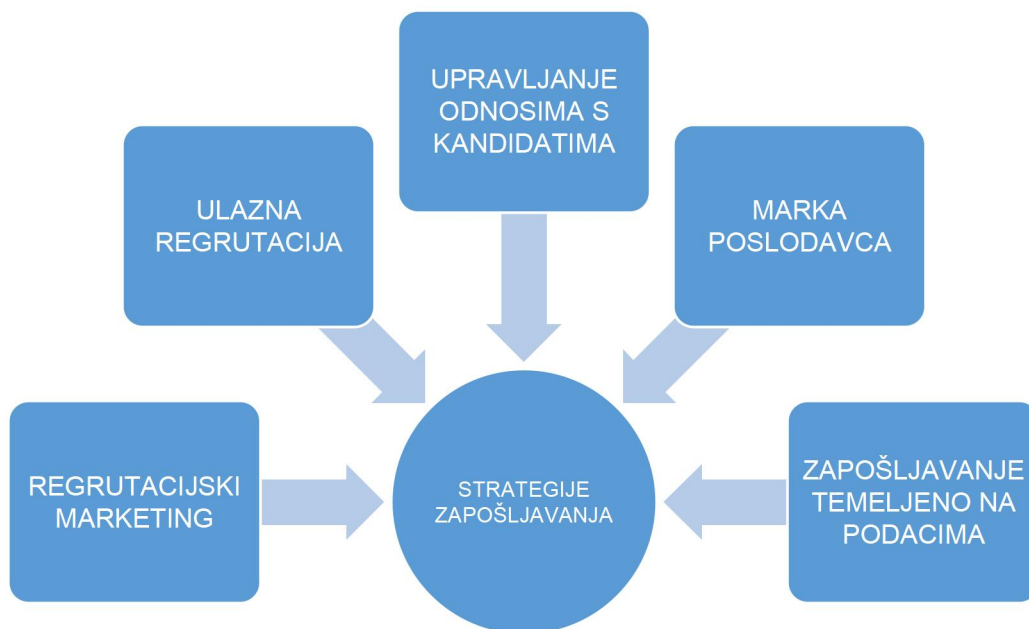 UPRAVLJANJE
ODNOSIMA S
KANDIDATIMA
ULAZNA
REGRUTACIJA
MARKA
POSLODAVCA
REGRUTACIJSKI
MARKETING
STRATEGIJE
ZAPOŠLJAVANJA
ZAPOŠLJAVANJE
TEMELJENO NA
PODACIMA